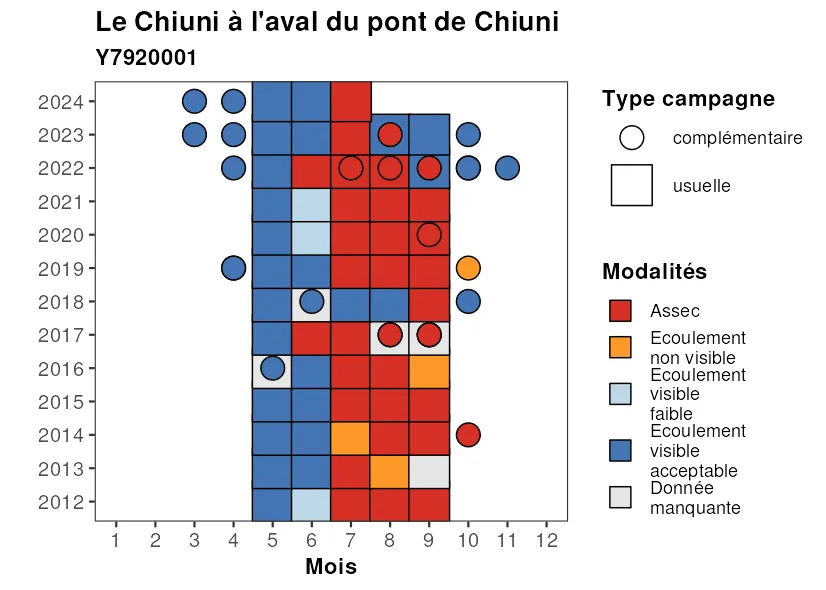 Le Chiuni à l'aval du pont de Chiuni
Y7920001
2024
2023
2022
2021
2020
2019
2018
2017
2016
2015
2014
2013
2012
1 2 3 4 5 6 7 8 9 10 11 12
Mois
Type campagne
complémentaire
usuelle
Modalités
Assec
Ecoulement
non visible
Ecoulement
visible
faible
Ecoulement
visible
acceptable
Donnée
manquante